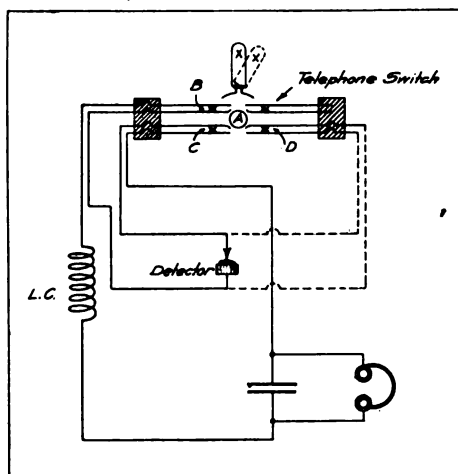 X X
B
Telephone Switch
A
C
D
Detector
L.C.